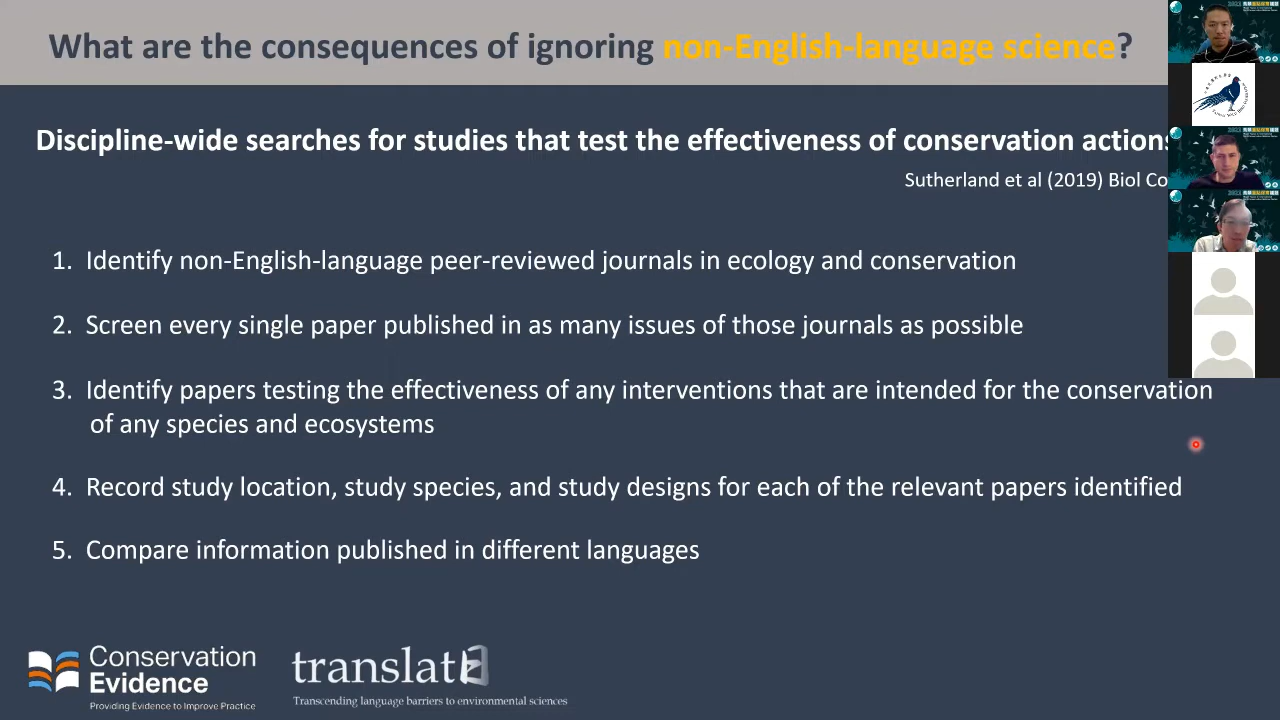 What are the consequences of ignoring non-English-language science?
Discipline-wide searches for studies that test the effectiveness of conservation actions
Sutherland et al (2019) Biol Co
1. Identify non-English-language peer-reviewed journals in ecology and conservation
2. Screen every single paper published in as many issues of those journals as possible
3. Identify papers testing the effectiveness of any interventions that are intended for the conservation
of any species and ecosystems
4. Record study location, study species, and study designs for each of the relevant papers identified
5. Compare information published in different languages
Conservation
Evidence
Providing Evidence to Improve Practice
translatE
Transcending language barriers to environmental sciences